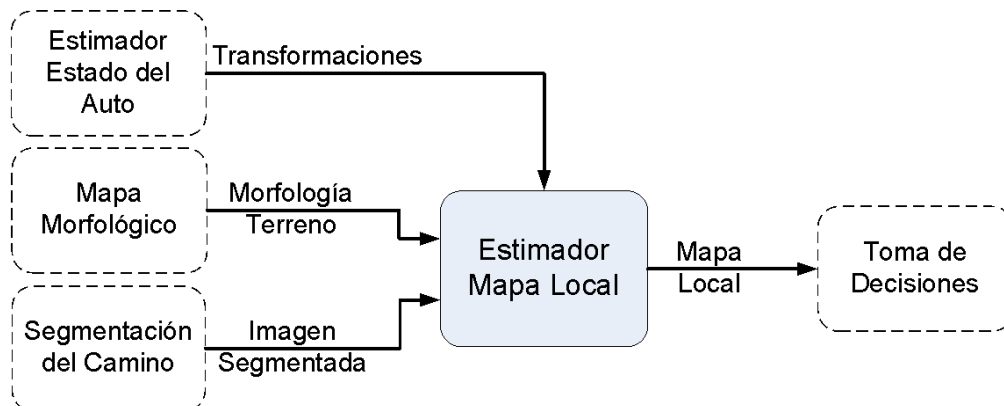 Estimador
Estado del
Auto
Transformaciones
Mapa
Morfológico
Morfología
Terreno
Segmentación
del Camino
Imagen
Segmentada
Estimador
Mapa Local
Mapa
Local
Toma de
Decisiones